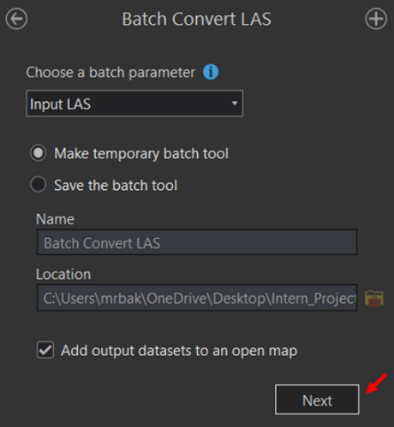 Batch Convert LAS
Choose a batch parameter
Input LAS
Make temporary batch tool
Save the batch tool
Name
Batch Convert LAS
Location
C:\Users\mrbak\OneDrive\Desktop\Intern_Project
Add output datasets to an open map
Next